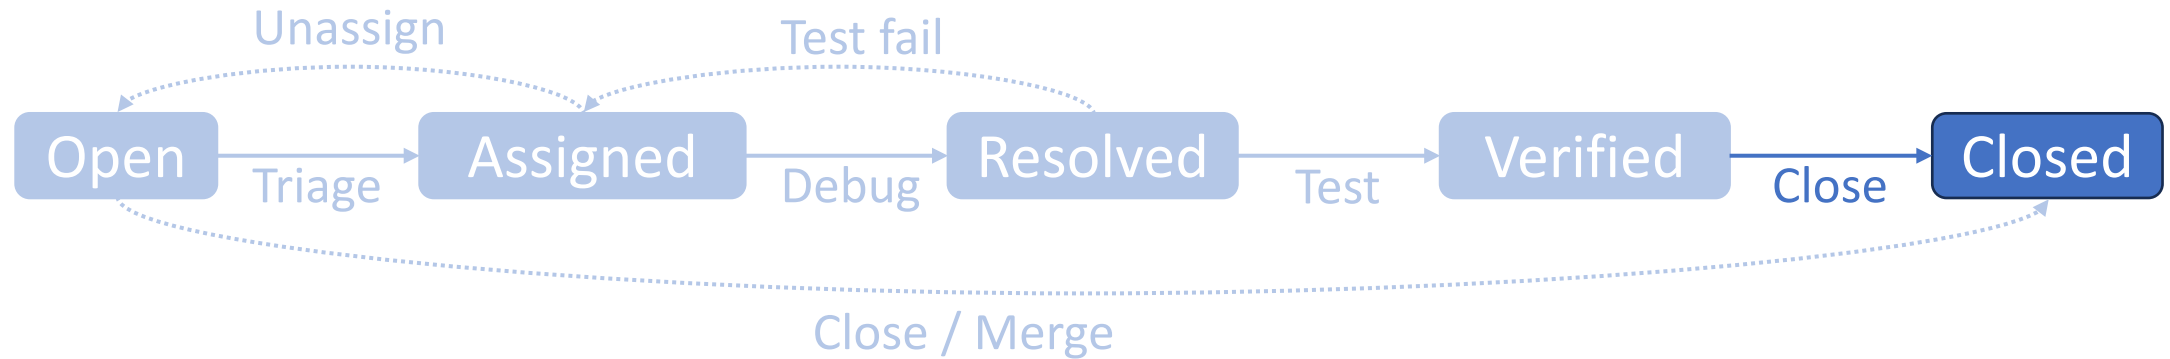 Unassign
Test fail
Open
Assigned
Resolved
Verified
Closed
Triage
Debug
Test
Close
Close / Merge